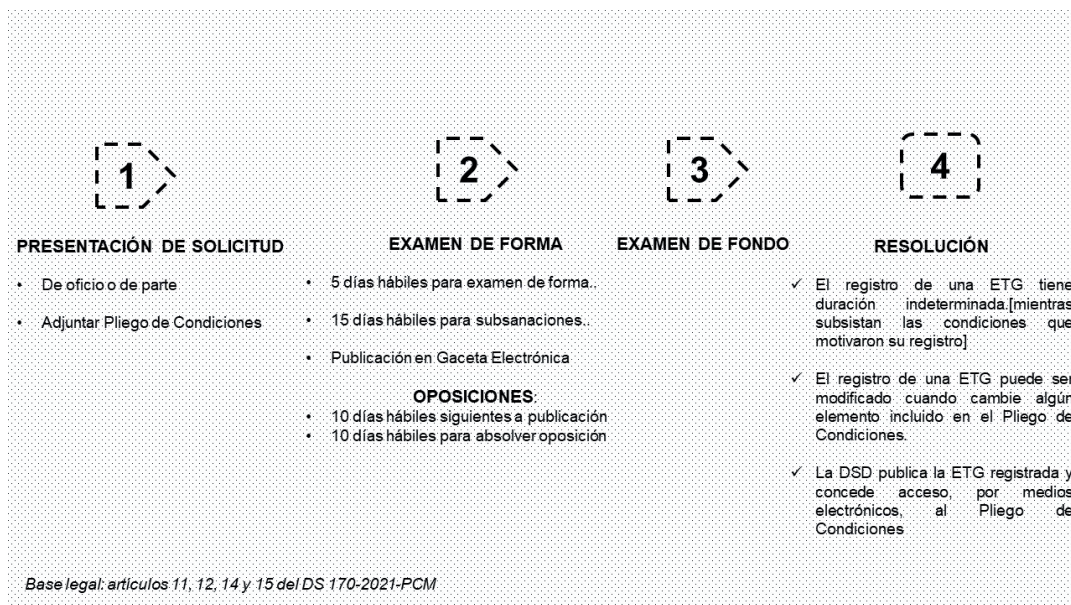 1
PRESENTACIÓN DE SOLICITUD
• De oficio o de parte
• Adjuntar Pliego de Condiciones
2
EXAMEN DE FORMA
• 5 días hábiles para examen de forma..
• 15 días hábiles para subsanaciones..
• Publicación en Gaceta Electrónica
OPOSICIONES:
• 10 días hábiles siguientes a publicación
• 10 días hábiles para absolver oposición
3
EXAMEN DE FONDO
4
RESOLUCIÓN
✓ El registro de una ETG tiene
duración indeterminada.[mientras
subsistan las condiciones que
motivaron su registro]
✓ El registro de una ETG puede ser
modificado cuando cambie algún
elemento incluido en el Pliego de
Condiciones.
✓ La DSD publica la ETG registrada y
concede acceso, por medios
electrónicos, al Pliego de
Condiciones
Base legal: artículos 11, 12, 14 y 15 del DS 170-2021-PCM